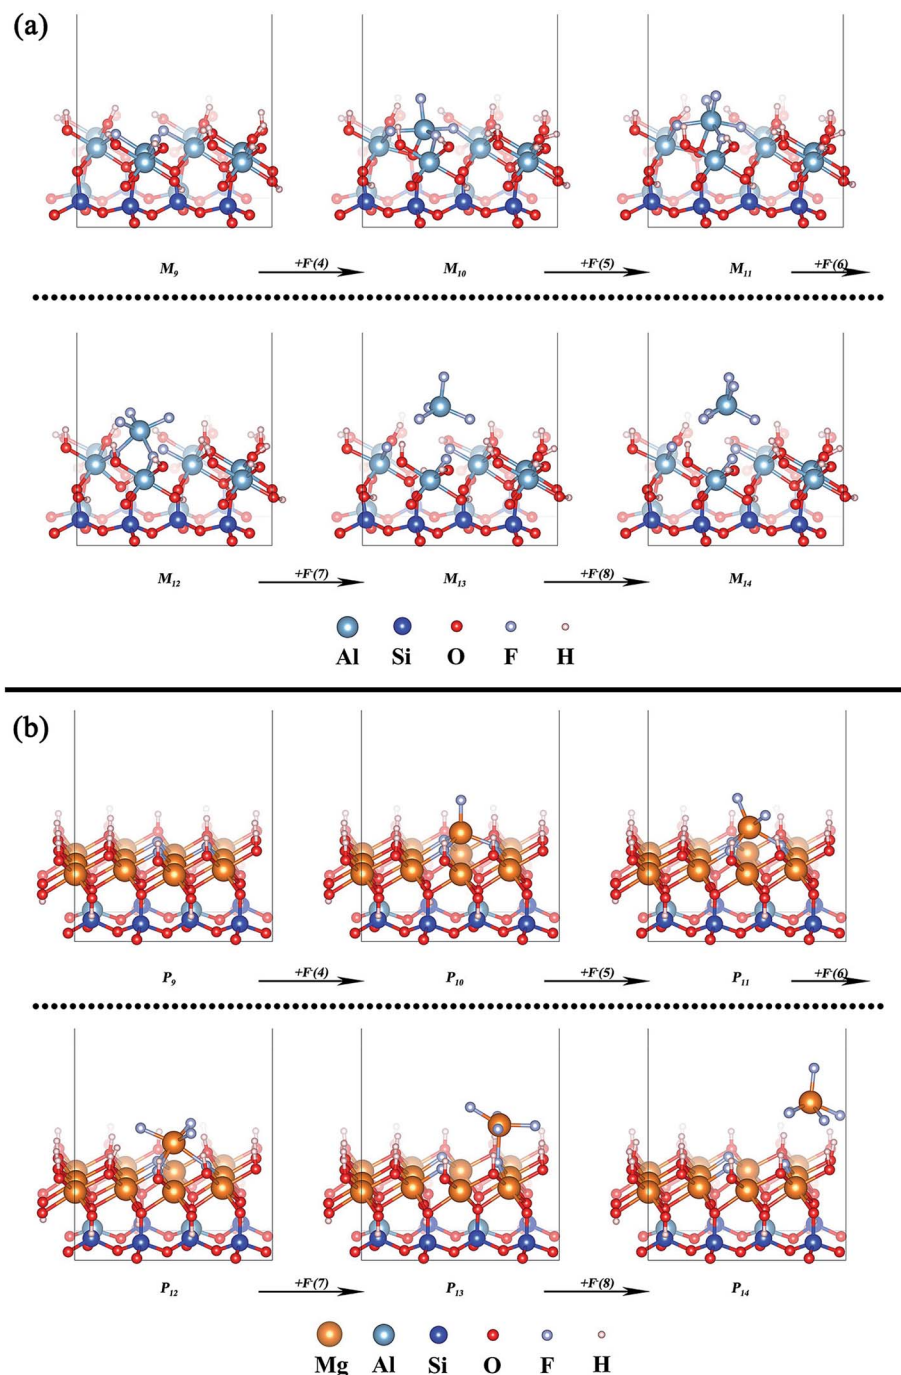 (a)
M₉ +F⁻(4) M₁₀ +F⁻(5) M₁₁ +F⁻(6)
M₁₂ +F⁻(7) M₁₃ +F⁻(8) M₁₄
Al Si O F H
(b)
P₉ +F⁻(4) P₁₀ +F⁻(5) P₁₁ +F⁻(6)
P₁₂ +F⁻(7) P₁₃ +F⁻(8) P₁₄
Mg Al Si O F H